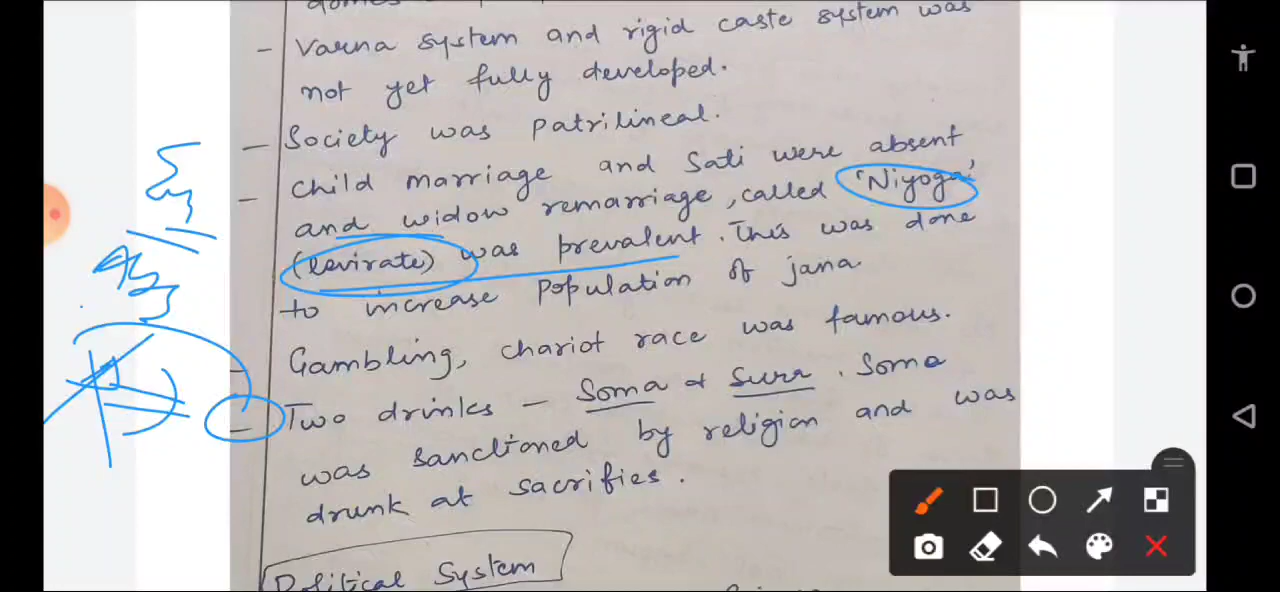 - Varna system and rigid caste system was
not yet fully developed.
- Society was Patrilineal.
- child marriage and Sati were absent
and widow remarriage, called 'Niyoga'
(levirate) was prevalent. This was done
to increase population of jana
- Gambling, chariot race was famous.
- Two drinks - Soma & Sura. Soma
was sanctioned by religion and was
drunk at sacrifies.
Political System